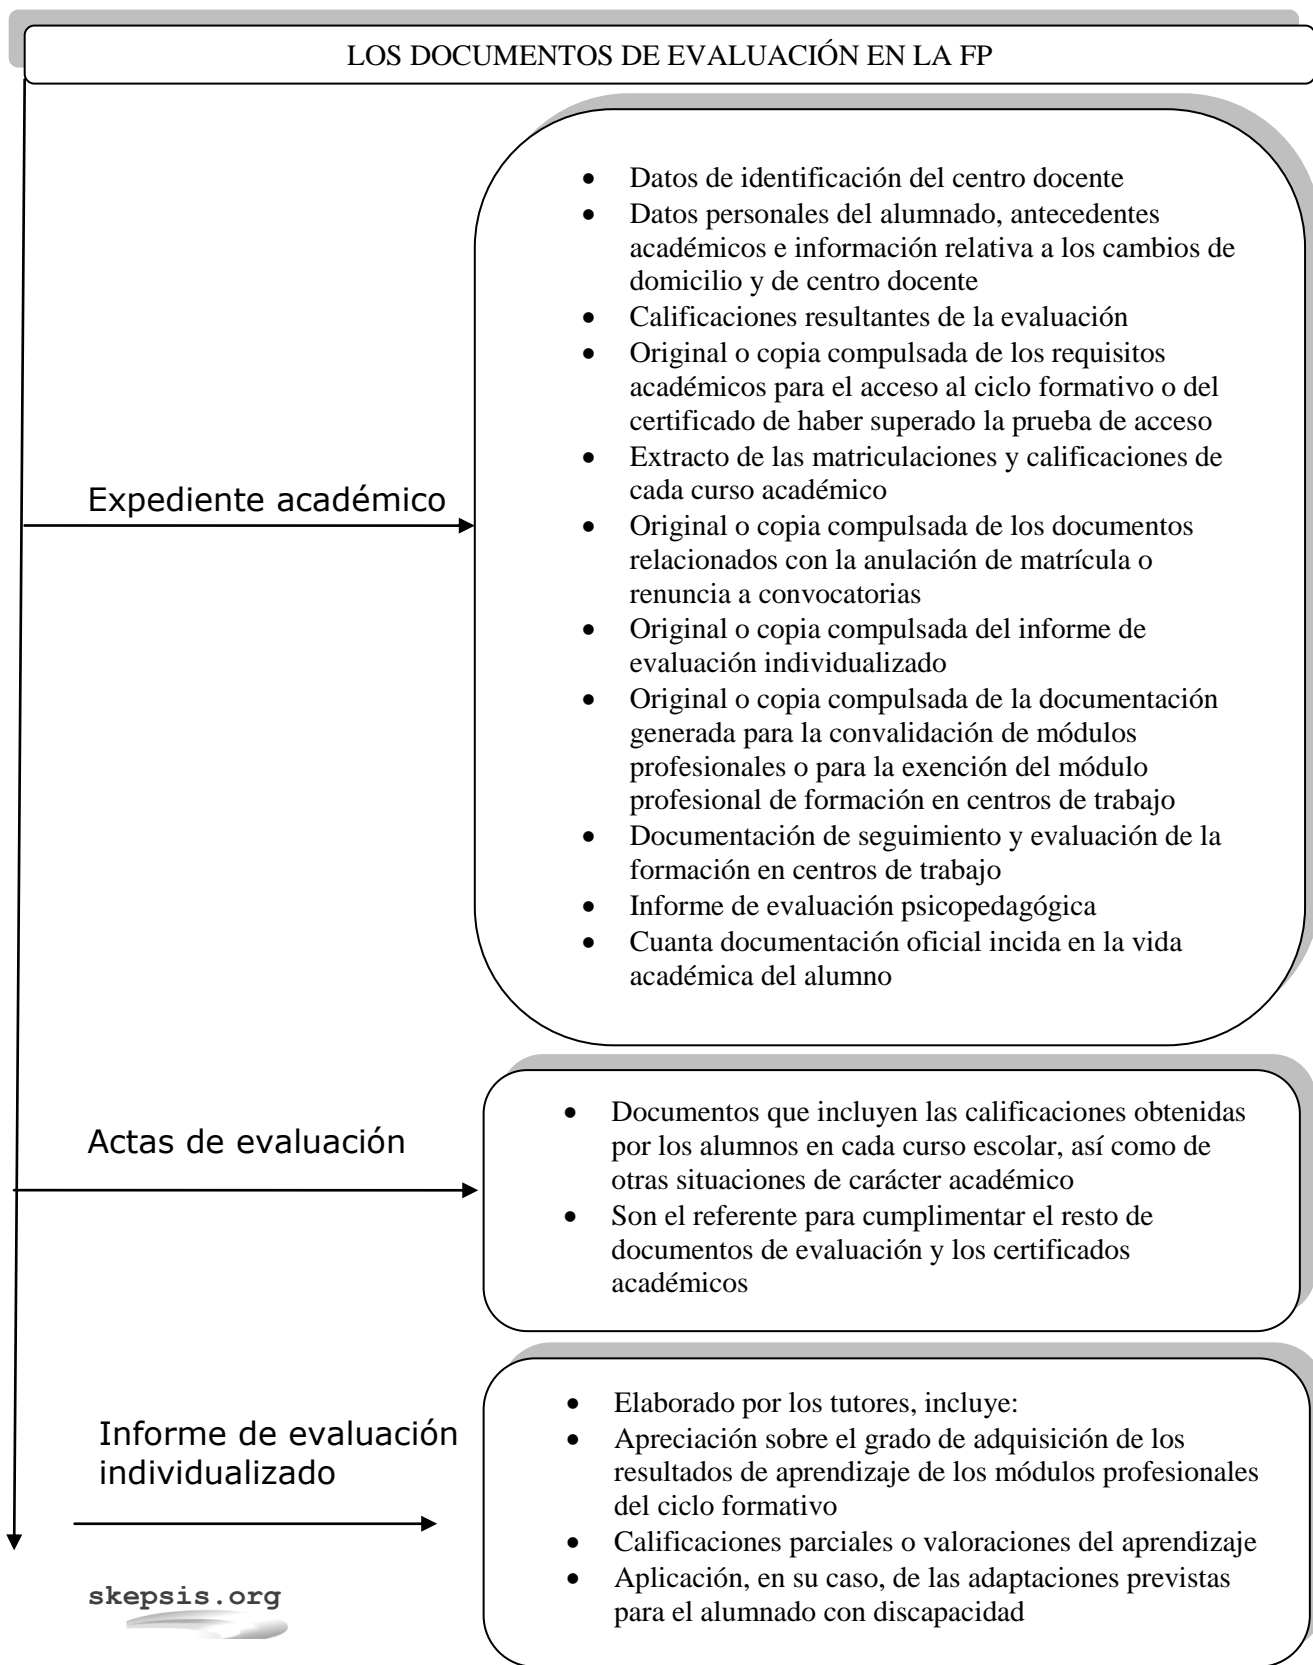 LOS DOCUMENTOS DE EVALUACIÓN EN LA FP
Expediente académico
• Datos de identificación del centro docente
• Datos personales del alumnado, antecedentes
académicos e información relativa a los cambios de
domicilio y de centro docente
• Calificaciones resultantes de la evaluación
• Original o copia compulsada de los requisitos
académicos para el acceso al ciclo formativo o del
certificado de haber superado la prueba de acceso
• Extracto de las matriculaciones y calificaciones de
cada curso académico
• Original o copia compulsada de los documentos
relacionados con la anulación de matrícula o
renuncia a convocatorias
• Original o copia compulsada del informe de
evaluación individualizado
• Original o copia compulsada de la documentación
generada para la convalidación de módulos
profesionales o para la exención del módulo
profesional de formación en centros de trabajo
• Documentación de seguimiento y evaluación de la
formación en centros de trabajo
• Informe de evaluación psicopedagógica
• Cuanta documentación oficial incida en la vida
académica del alumno
Actas de evaluación
• Documentos que incluyen las calificaciones obtenidas
por los alumnos en cada curso escolar, así como de
otras situaciones de carácter académico
• Son el referente para cumplimentar el resto de
documentos de evaluación y los certificados
académicos
Informe de evaluación
individualizado
• Elaborado por los tutores, incluye:
• Apreciación sobre el grado de adquisición de los
resultados de aprendizaje de los módulos profesionales
del ciclo formativo
• Calificaciones parciales o valoraciones del aprendizaje
• Aplicación, en su caso, de las adaptaciones previstas
para el alumnado con discapacidad
skepsis.org